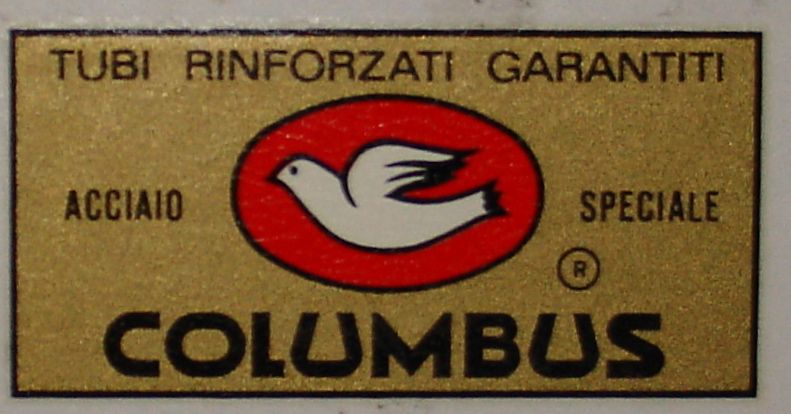 TUBI RINFORZATI GARANTITI
ACCIAIO SPECIALE
®
COLUMBUS